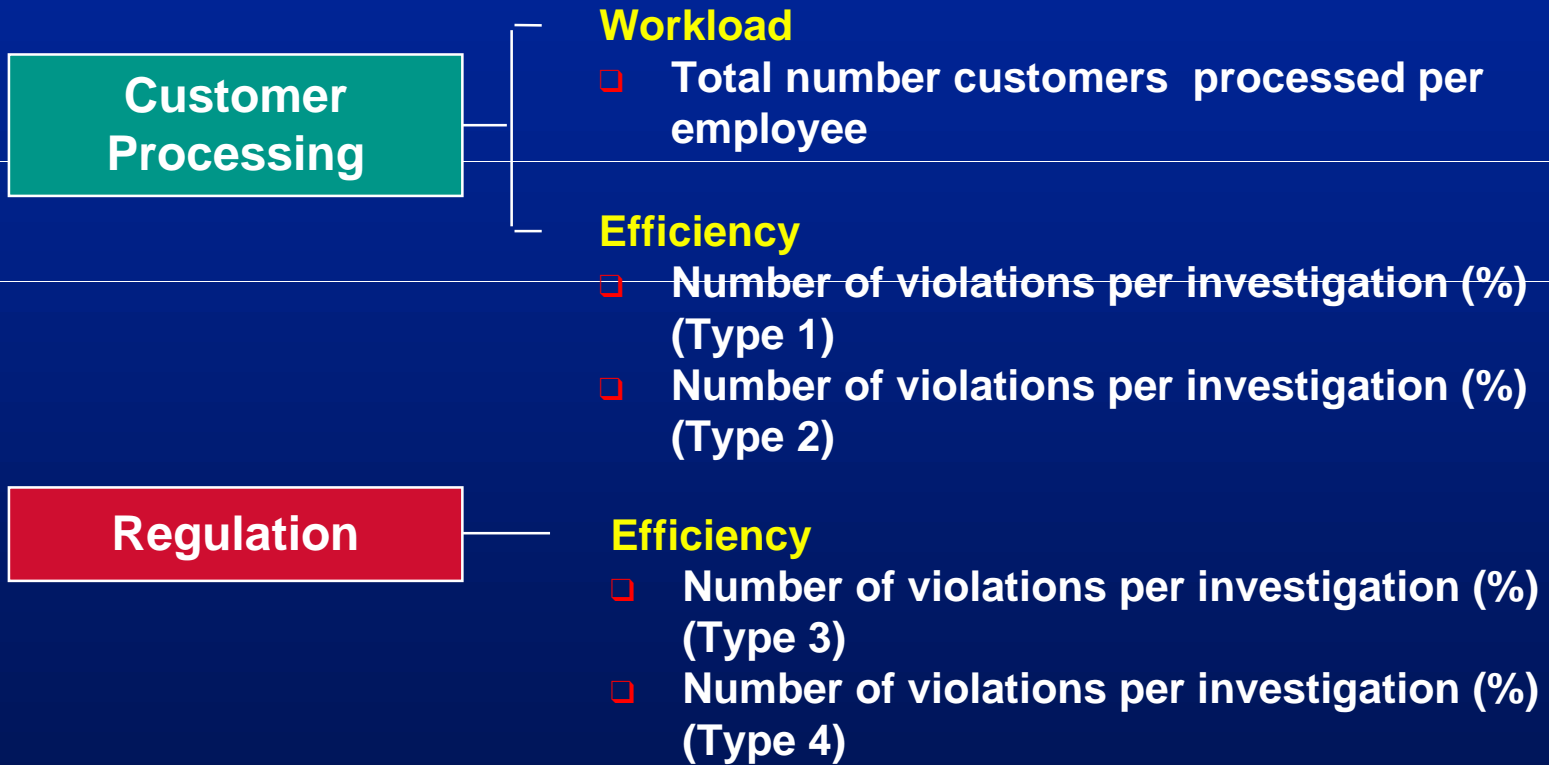 Customer
Processing
Workload
Total number customers processed per
employee
Efficiency
Number of violations per investigation (%)
(Type 1)
Number of violations per investigation (%)
(Type 2)
Regulation
Efficiency
Number of violations per investigation (%)
(Type 3)
Number of violations per investigation (%)
(Type 4)